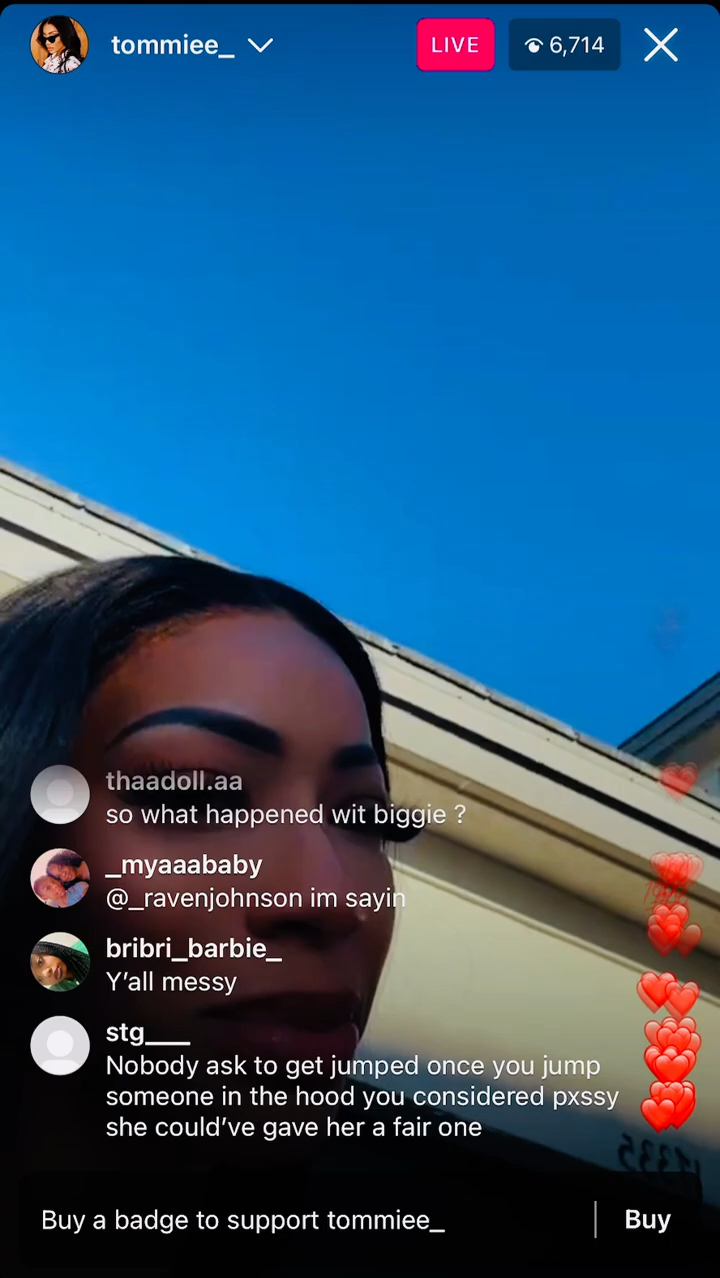 tommiee_
LIVE
6,714
thaadoll.aa
so what happened wit biggie ?
_myaaababy
@_ravenjohnson im sayin
bribri_barbie_
Y'all messy
stg___
Nobody ask to get jumped once you jump
someone in the hood you considered pxssy
she could've gave her a fair one
Buy a badge to support tommiee_
Buy